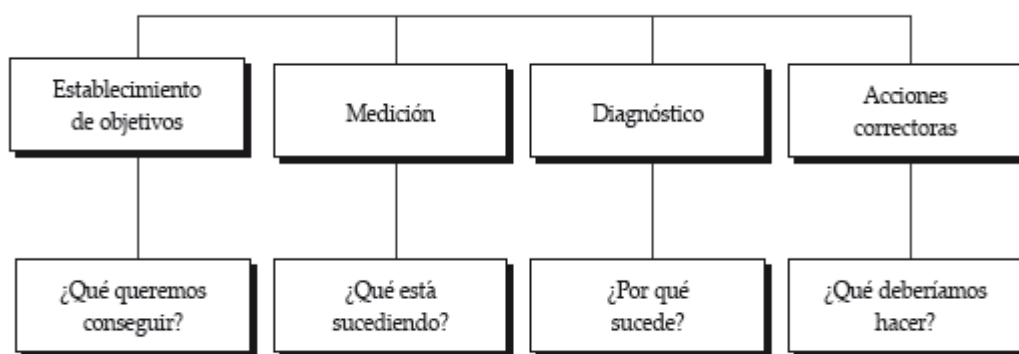 Establecimiento
de objetivos
Medición
Diagnóstico
Acciones
correctoras
¿Qué queremos
conseguir?
¿Qué está
sucediendo?
¿Por qué
sucede?
¿Qué deberíamos
hacer?